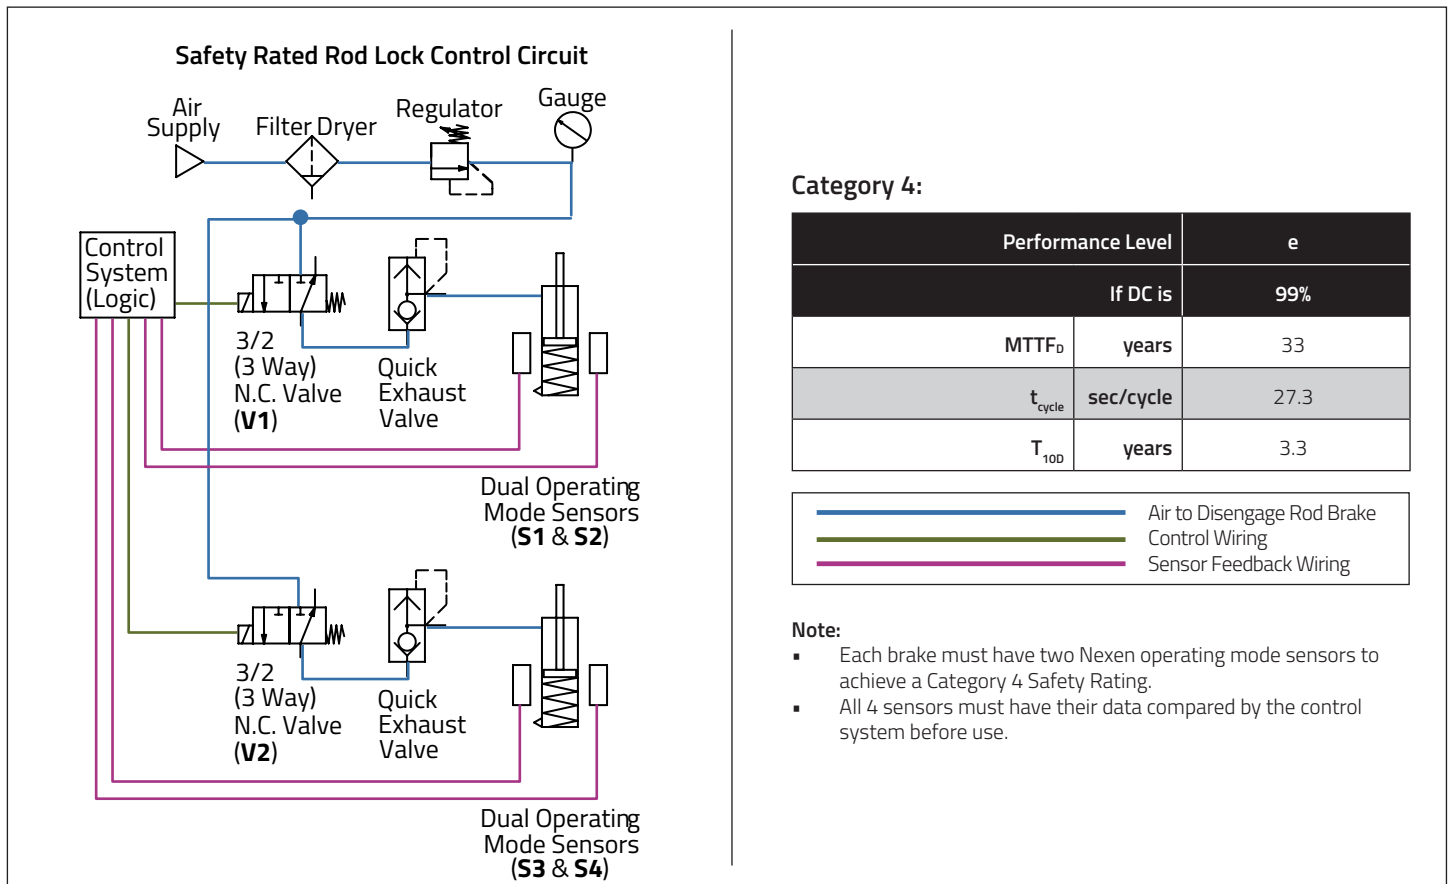 Safety Rated Rod Lock Control Circuit
Air
Supply
Filter Dryer
Regulator
Gauge
Control
System
(Logic)
3/2
(3 Way)
N.C. Valve
(V1)
Quick
Exhaust
Valve
Dual Operating
Mode Sensors
(S1 & S2)
3/2
(3 Way)
N.C. Valve
(V2)
Quick
Exhaust
Valve
Dual Operating
Mode Sensors
(S3 & S4)
Category 4:
Performance Level e
If DC is 99%
MTTFD years 33
tcycle sec/cycle 27.3
T10D years 3.3
Air to Disengage Rod Brake
Control Wiring
Sensor Feedback Wiring
Note:
▪ Each brake must have two Nexen operating mode sensors to
achieve a Category 4 Safety Rating.
▪ All 4 sensors must have their data compared by the control
system before use.